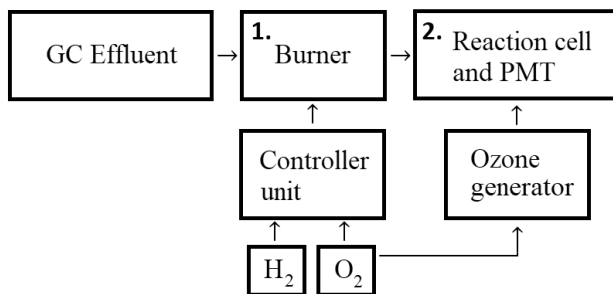 GC Effluent
1. Burner
2. Reaction cell
and PMT
Controller
unit
Ozone
generator
H₂
O₂